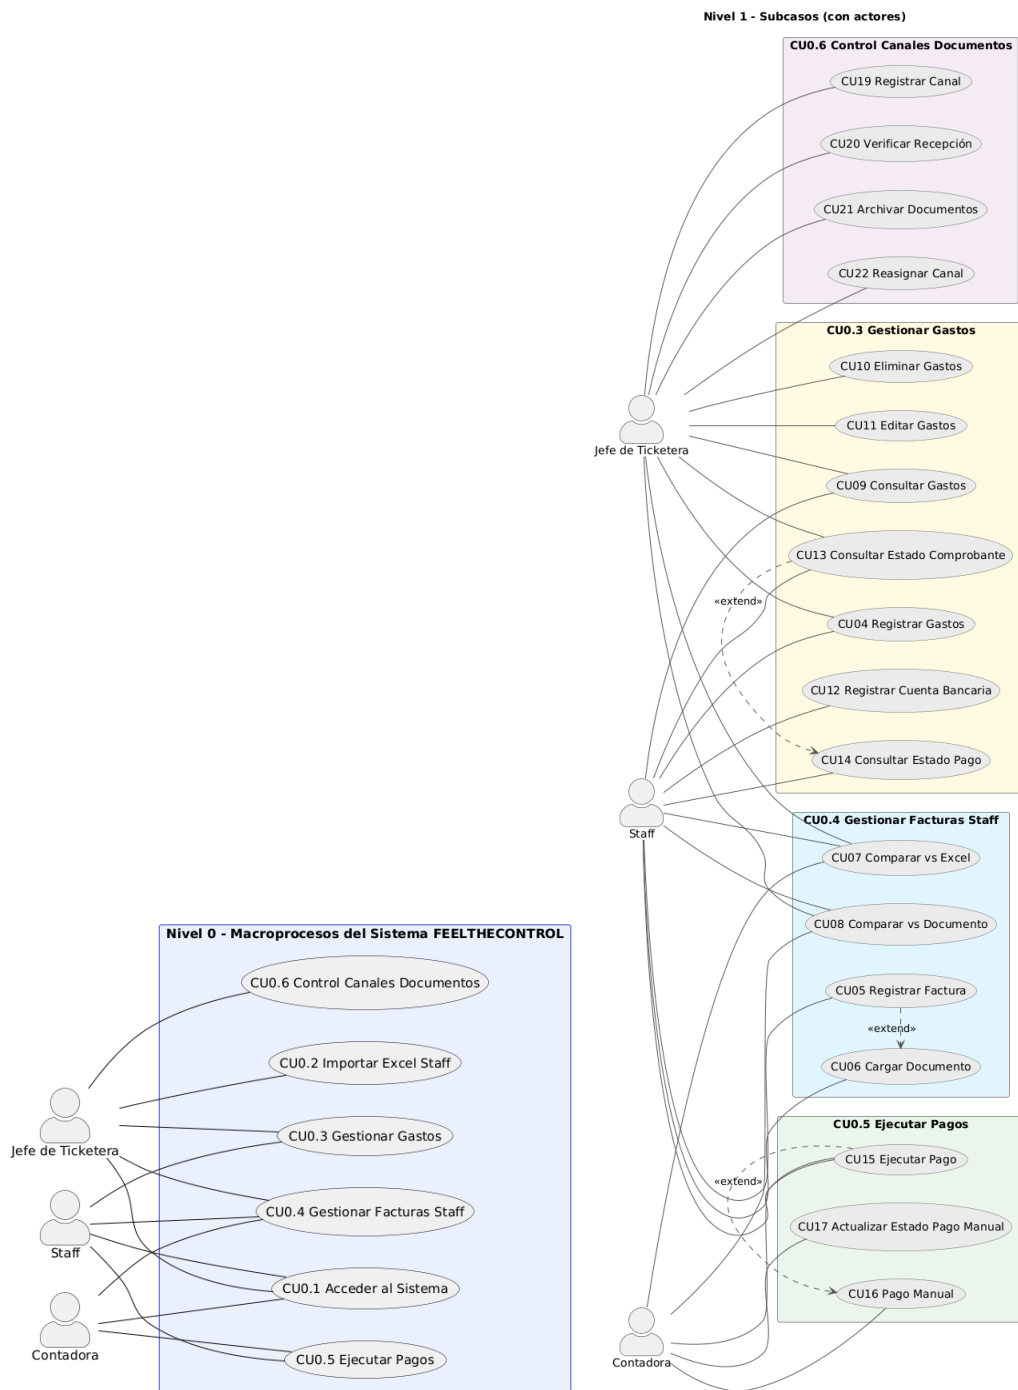 Nivel 1 - Subcasos (con actores)
CU0.6 Control Canales Documentos
CU19 Registrar Canal
CU20 Verificar Recepción
CU21 Archivar Documentos
CU22 Reasignar Canal
CU0.3 Gestionar Gastos
CU10 Eliminar Gastos
CU11 Editar Gastos
Jefe de Ticketera
CU09 Consultar Gastos
CU13 Consultar Estado Comprobante
«extend»
CU04 Registrar Gastos
CU12 Registrar Cuenta Bancaria
CU14 Consultar Estado Pago
Staff
CU0.4 Gestionar Facturas Staff
CU07 Comparar vs Excel
CU08 Comparar vs Documento
CU05 Registrar Factura
«extend»
CU06 Cargar Documento
CU0.5 Ejecutar Pagos
CU15 Ejecutar Pago
«extend»
CU17 Actualizar Estado Pago Manual
CU16 Pago Manual
Contadora
Nivel 0 - Macroprocesos del Sistema FEELTHECONTROL
CU0.6 Control Canales Documentos
CU0.2 Importar Excel Staff
CU0.3 Gestionar Gastos
Jefe de Ticketera
CU0.4 Gestionar Facturas Staff
Staff
CU0.1 Acceder al Sistema
Contadora
CU0.5 Ejecutar Pagos